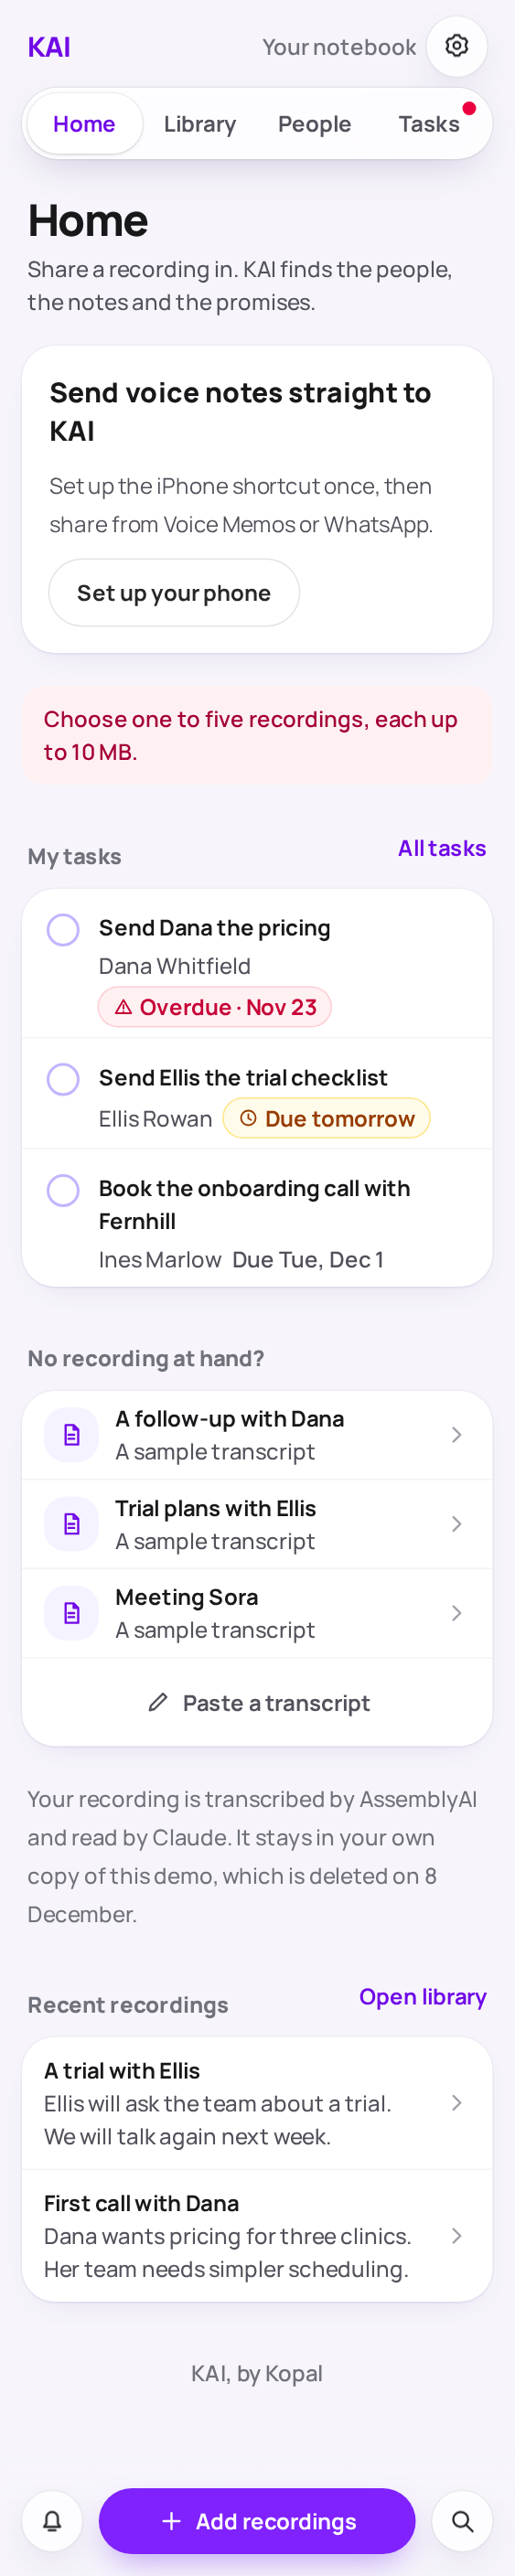 KAI
Your notebook
Home
Library
People
Tasks
Home
Share a recording in. KAI finds the people,
the notes and the promises.
Send voice notes straight to
KAI
Set up the iPhone shortcut once, then
share from Voice Memos or WhatsApp.
Set up your phone
Choose one to five recordings, each up
to 10 MB.
My tasks
All tasks
Send Dana the pricing
Dana Whitfield
Overdue · Nov 23
Send Ellis the trial checklist
Ellis Rowan Due tomorrow
Book the onboarding call with
Fernhill
Ines Marlow Due Tue, Dec 1
No recording at hand?
A follow-up with Dana
A sample transcript
Trial plans with Ellis
A sample transcript
Meeting Sora
A sample transcript
Paste a transcript
Your recording is transcribed by AssemblyAI
and read by Claude. It stays in your own
copy of this demo, which is deleted on 8
December.
Recent recordings
Open library
A trial with Ellis
Ellis will ask the team about a trial.
We will talk again next week.
First call with Dana
Dana wants pricing for three clinics.
Her team needs simpler scheduling.
KAI, by Kopal
Add recordings